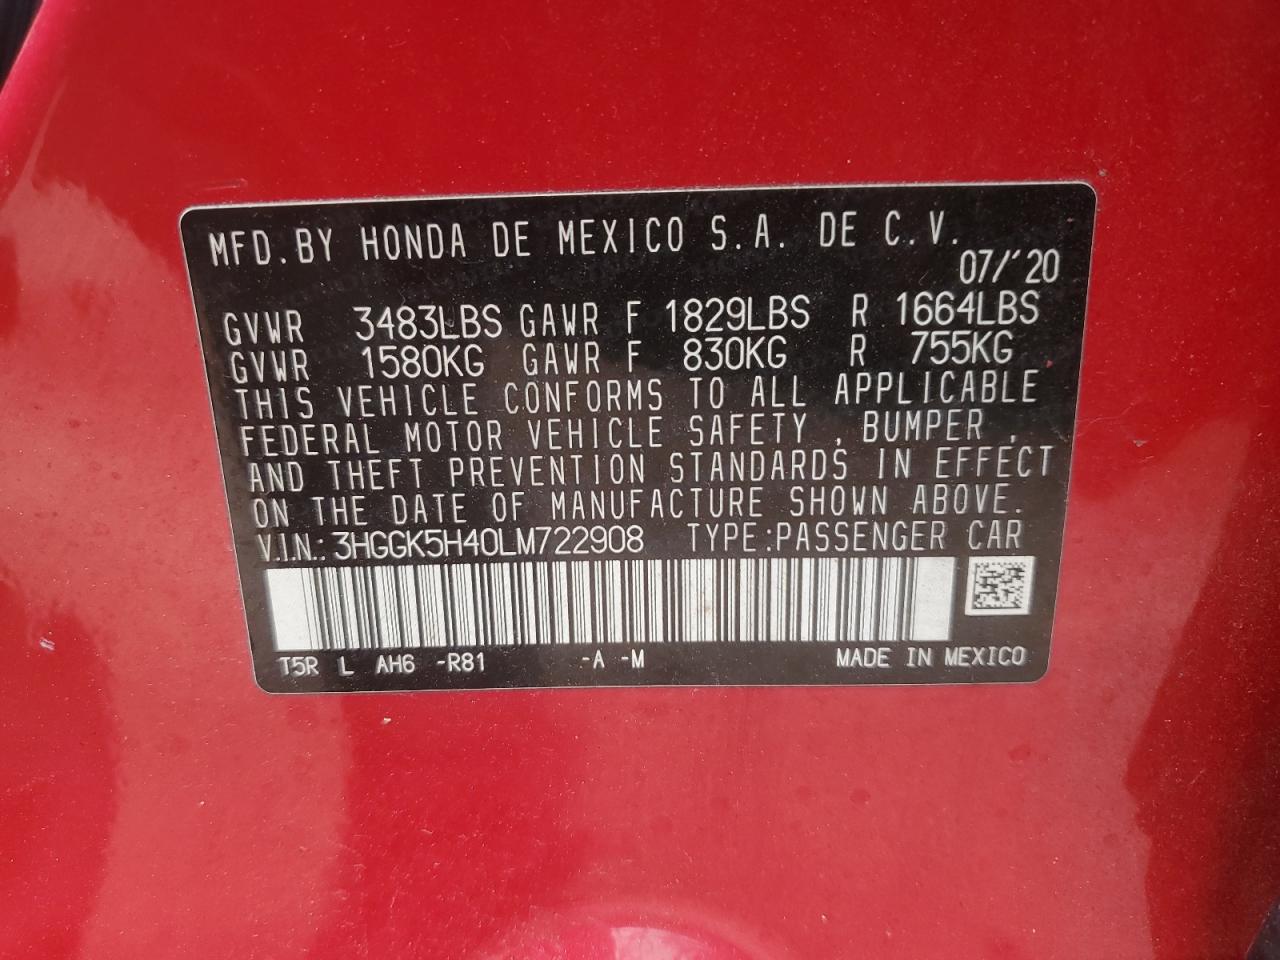 MFD.BY HONDA DE MEXICO S.A. DE C.V.
07/'20
GVWR 3483LBS GAWR F 1829LBS R 1664LBS
GVWR 1580KG GAWR F 830KG R 755KG
THIS VEHICLE CONFORMS TO ALL APPLICABLE
FEDERAL MOTOR VEHICLE SAFETY , BUMPER ,
AND THEFT PREVENTION STANDARDS IN EFFECT
ON THE DATE OF MANUFACTURE SHOWN ABOVE.
V.I.N.: 3HGGK5H40LM722908 TYPE:PASSENGER CAR
T5R L AH6 -R81 -A -M MADE IN MEXICO